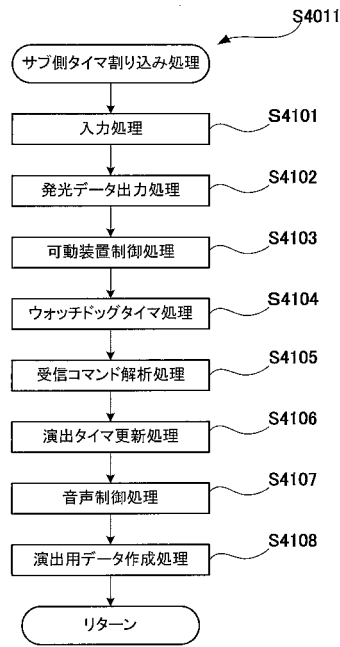 S4011
サブ側タイマ割り込み処理
入力処理
S4101
発光データ出力処理
S4102
可動装置制御処理
S4103
ウォッチドッグタイマ処理
S4104
受信コマンド解析処理
S4105
演出タイマ更新処理
S4106
音声制御処理
S4107
演出用データ作成処理
S4108
リターン